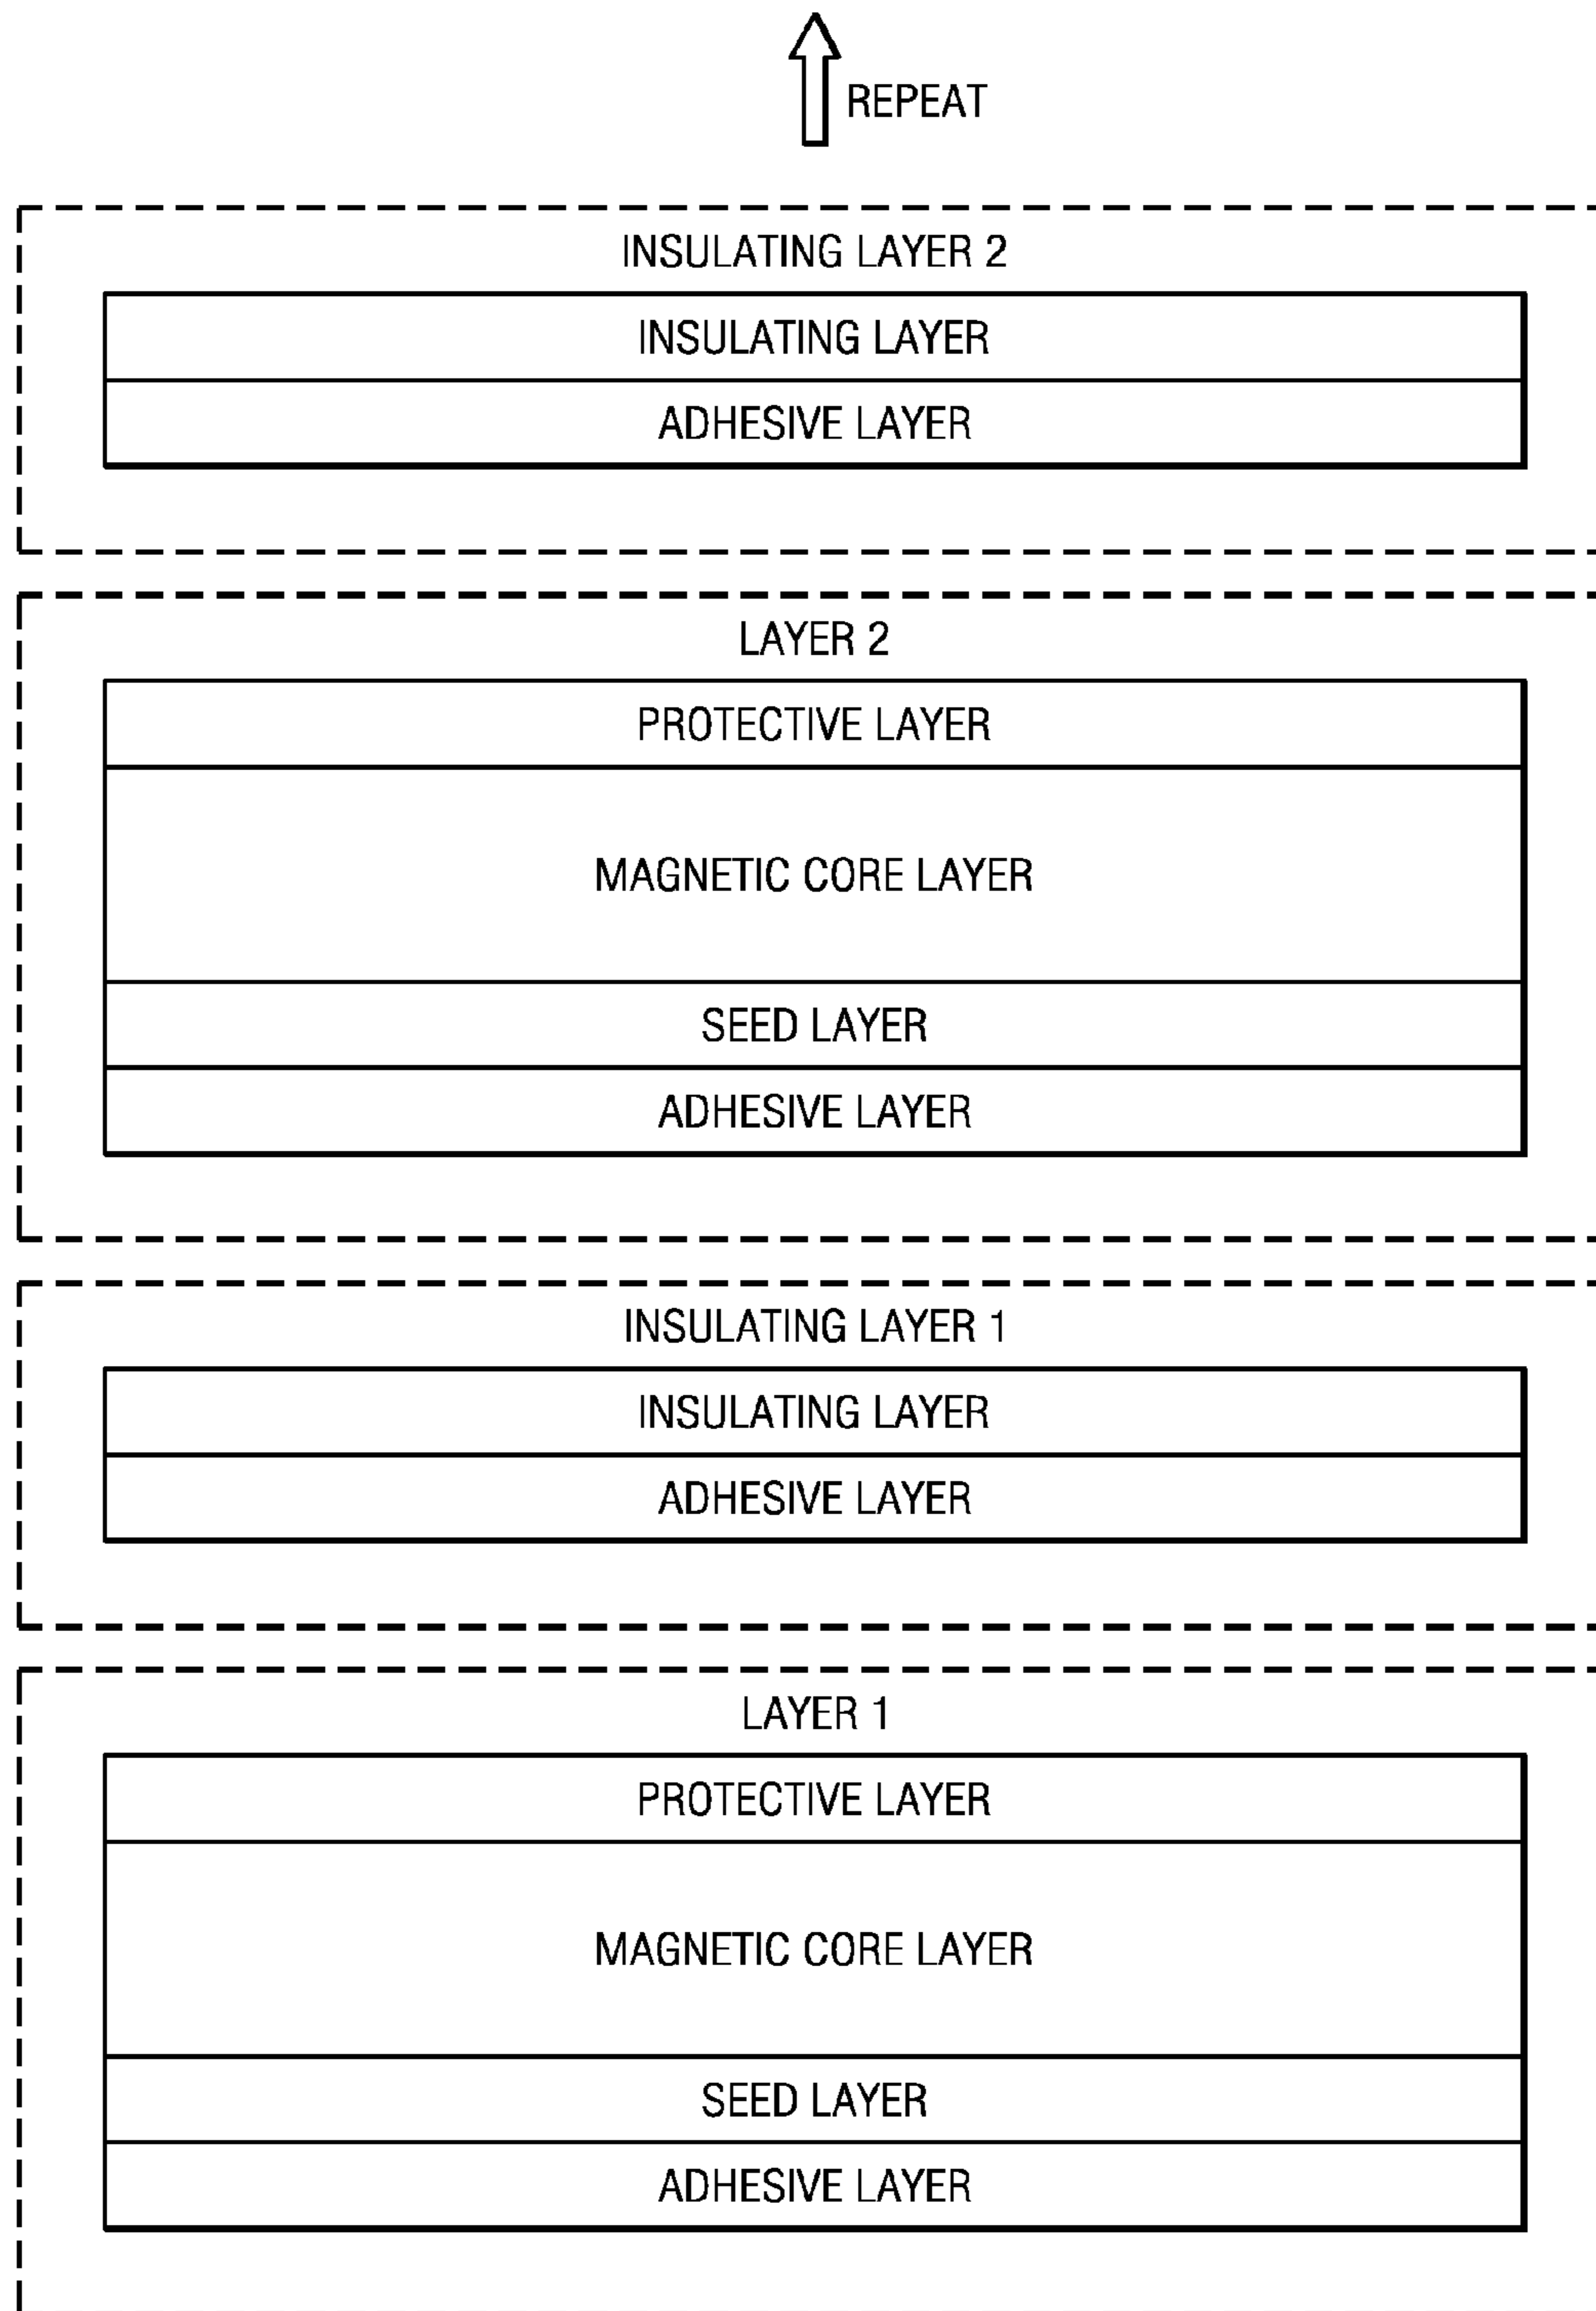 REPEAT
INSULATING LAYER 2
INSULATING LAYER
ADHESIVE LAYER
LAYER 2
PROTECTIVE LAYER
MAGNETIC CORE LAYER
SEED LAYER
ADHESIVE LAYER
INSULATING LAYER 1
INSULATING LAYER
ADHESIVE LAYER
LAYER 1
PROTECTIVE LAYER
MAGNETIC CORE LAYER
SEED LAYER
ADHESIVE LAYER